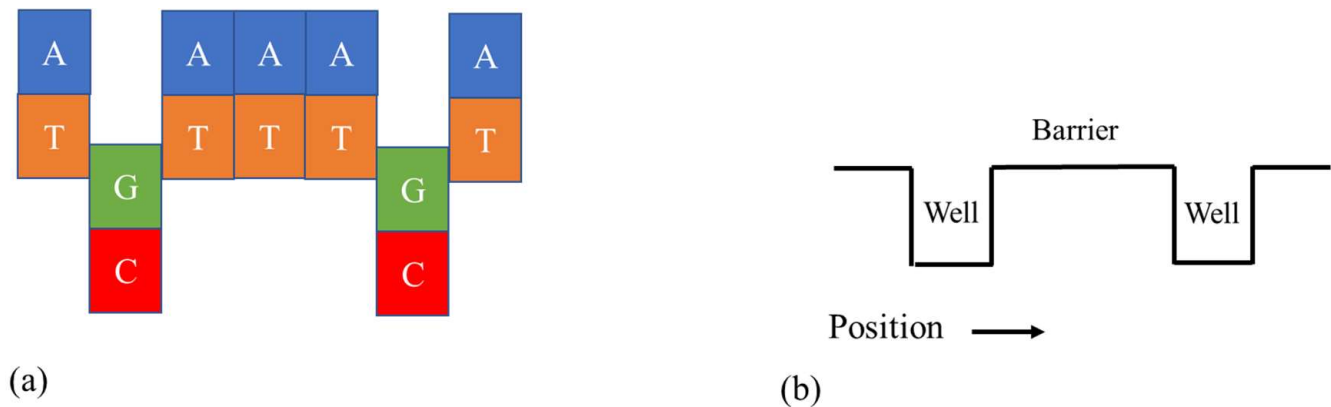 A A A A A
T T T T T
G G
C C
(a)
Barrier
Well Well
Position
(b)